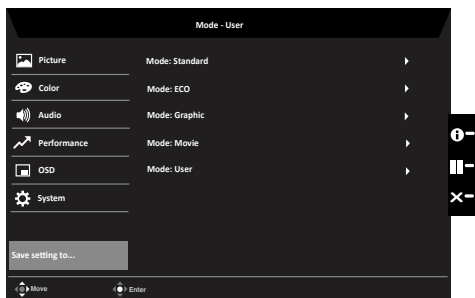 Mode - User
Picture
Mode: Standard
Color
Mode: ECO
Audio
Mode: Graphic
Performance
Mode: Movie
OSD
Mode: User
System
Save setting to...
Move
Enter